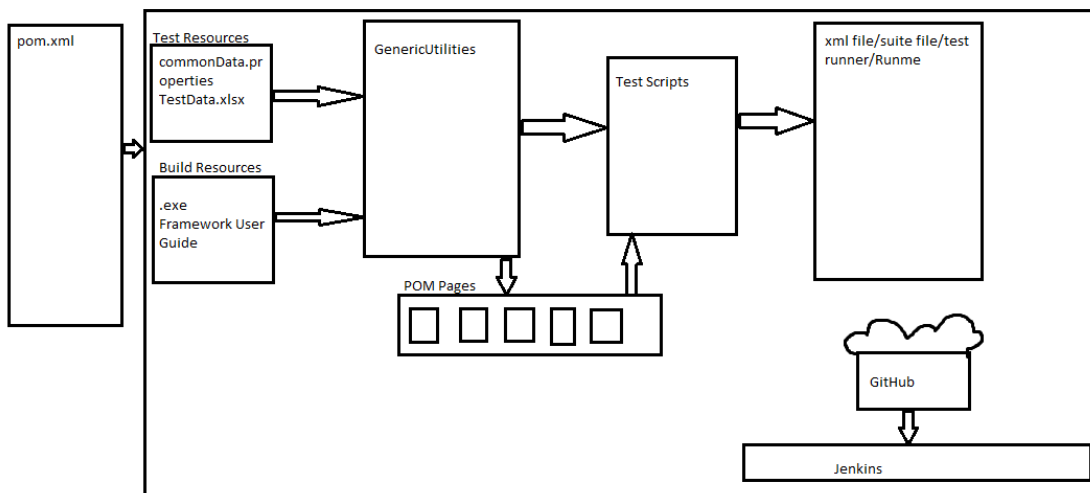 pom.xml
Test Resources
commonData.pr
operties
TestData.xlsx
Build Resources
.exe
Framework User
Guide
GenericUtilities
POM Pages
Test Scripts
xml file/suite file/test
runner/Runme
GitHub
Jenkins